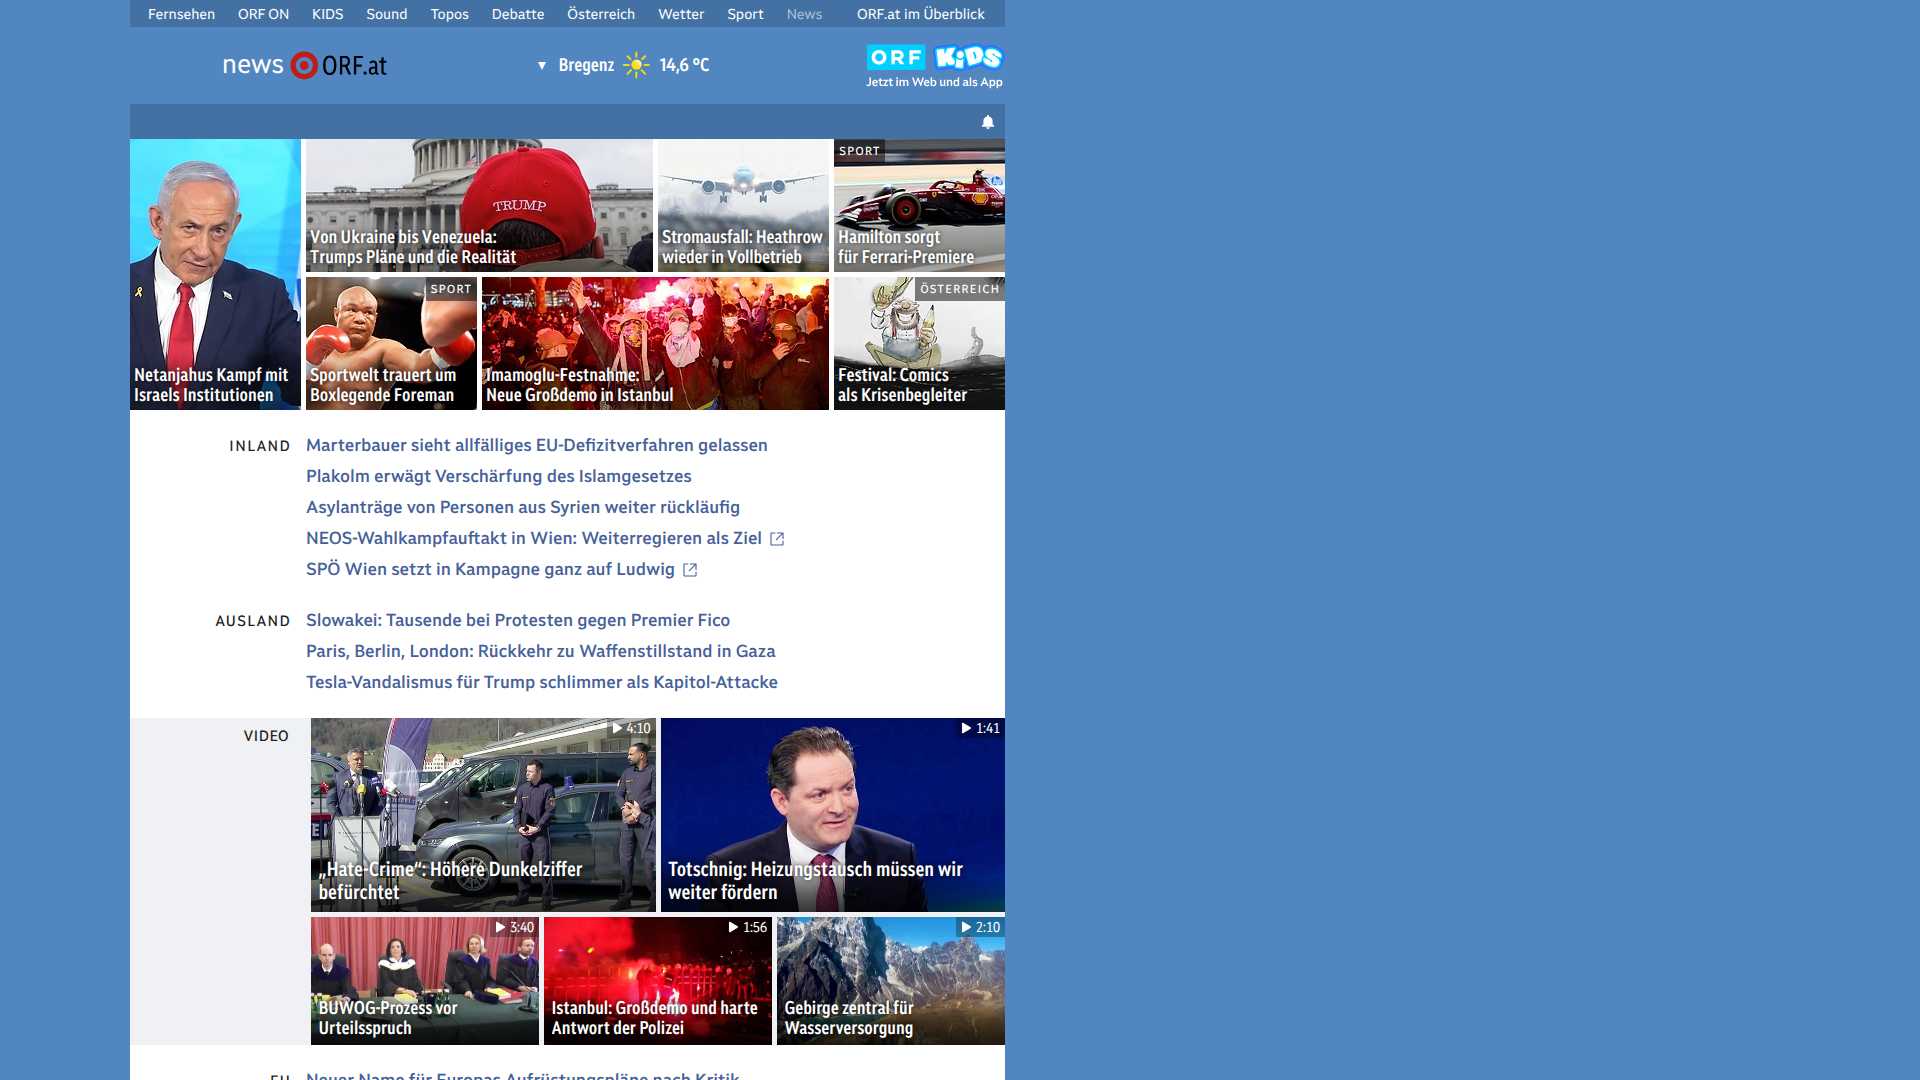 Fernsehen ORF ON KIDS Sound Topos Debatte Österreich Wetter Sport News ORF.at im Überblick
news ORF.at
Bregenz 14,6 °C
ORF KiDS
Jetzt im Web und als App
Netanjahus Kampf mit
Israels Institutionen
TRUMP
Von Ukraine bis Venezuela:
Trumps Pläne und die Realität
Stromausfall: Heathrow
wieder in Vollbetrieb
SPORT
Hamilton sorgt
für Ferrari-Premiere
SPORT
Sportwelt trauert um
Boxlegende Foreman
Imamoglu-Festnahme:
Neue Großdemo in Istanbul
ÖSTERREICH
Festival: Comics
als Krisenbegleiter
INLAND
Marterbauer sieht allfälliges EU-Defizitverfahren gelassen
Plakolm erwägt Verschärfung des Islamgesetzes
Asylanträge von Personen aus Syrien weiter rückläufig
NEOS-Wahlkampfauftakt in Wien: Weiterregieren als Ziel
SPÖ Wien setzt in Kampagne ganz auf Ludwig
AUSLAND
Slowakei: Tausende bei Protesten gegen Premier Fico
Paris, Berlin, London: Rückkehr zu Waffenstillstand in Gaza
Tesla-Vandalismus für Trump schlimmer als Kapitol-Attacke
VIDEO
4:10
„Hate-Crime“: Höhere Dunkelziffer
befürchtet
1:41
Totschnig: Heizungstausch müssen wir
weiter fördern
3:40
BUWOG-Prozess vor
Urteilsspruch
1:56
Istanbul: Großdemo und harte
Antwort der Polizei
2:10
Gebirge zentral für
Wasserversorgung
EU
Neuer Name für Europas Aufrüstungspläne nach Kritik